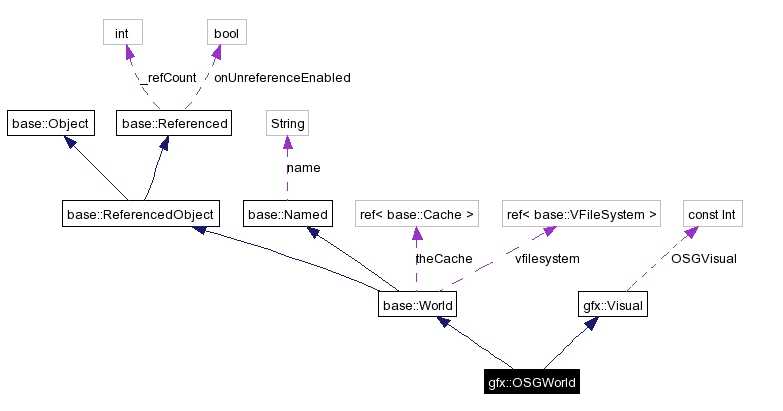 int
bool
_refCount
onUnreferenceEnabled
base::Object
base::Referenced
String
name
base::ReferencedObject
base::Named
ref< base::Cache >
ref< base::VFileSystem >
const Int
theCache
vfilesystem
OSGVisual
base::World
gfx::Visual
gfx::OSGWorld